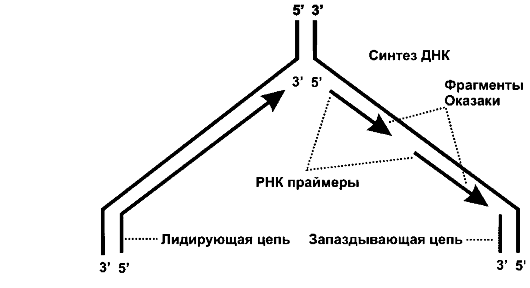 5' 3'
Синтез ДНК
3' 5'
Фрагменты
Оказаки
РНК праймеры
Лидирующая цепь
Запаздывающая цепь
3' 5'
3' 5'